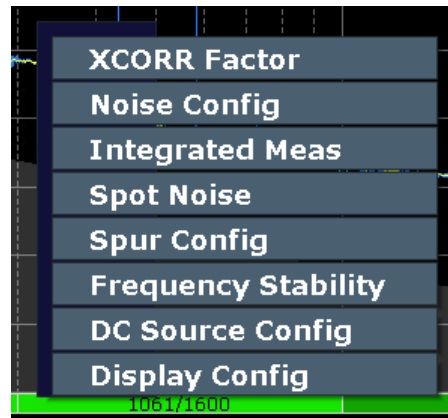 XCORR Factor
Noise Config
Integrated Meas
Spot Noise
Spur Config
Frequency Stability
DC Source Config
Display Config
1061/1600